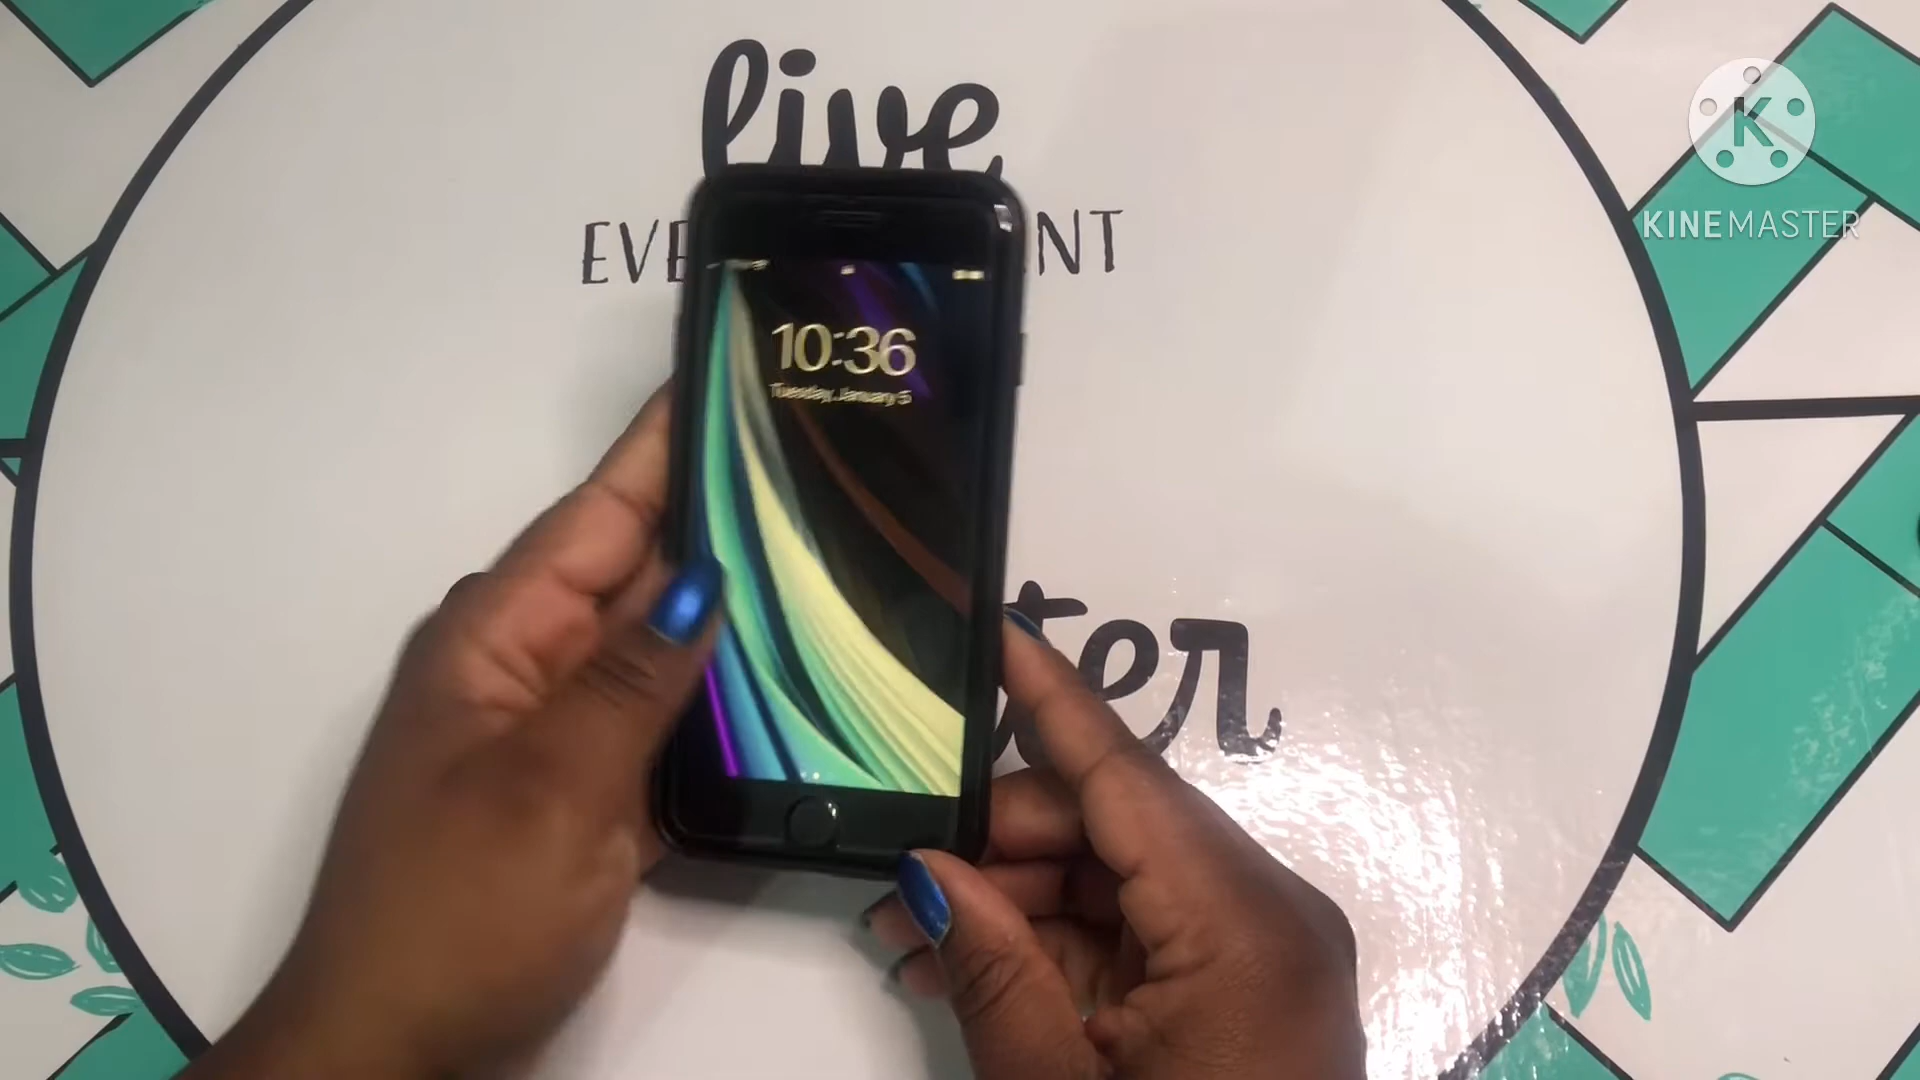 live
EVE NT
K
KINEMASTER
10:36
Tuesday, January 5
ter